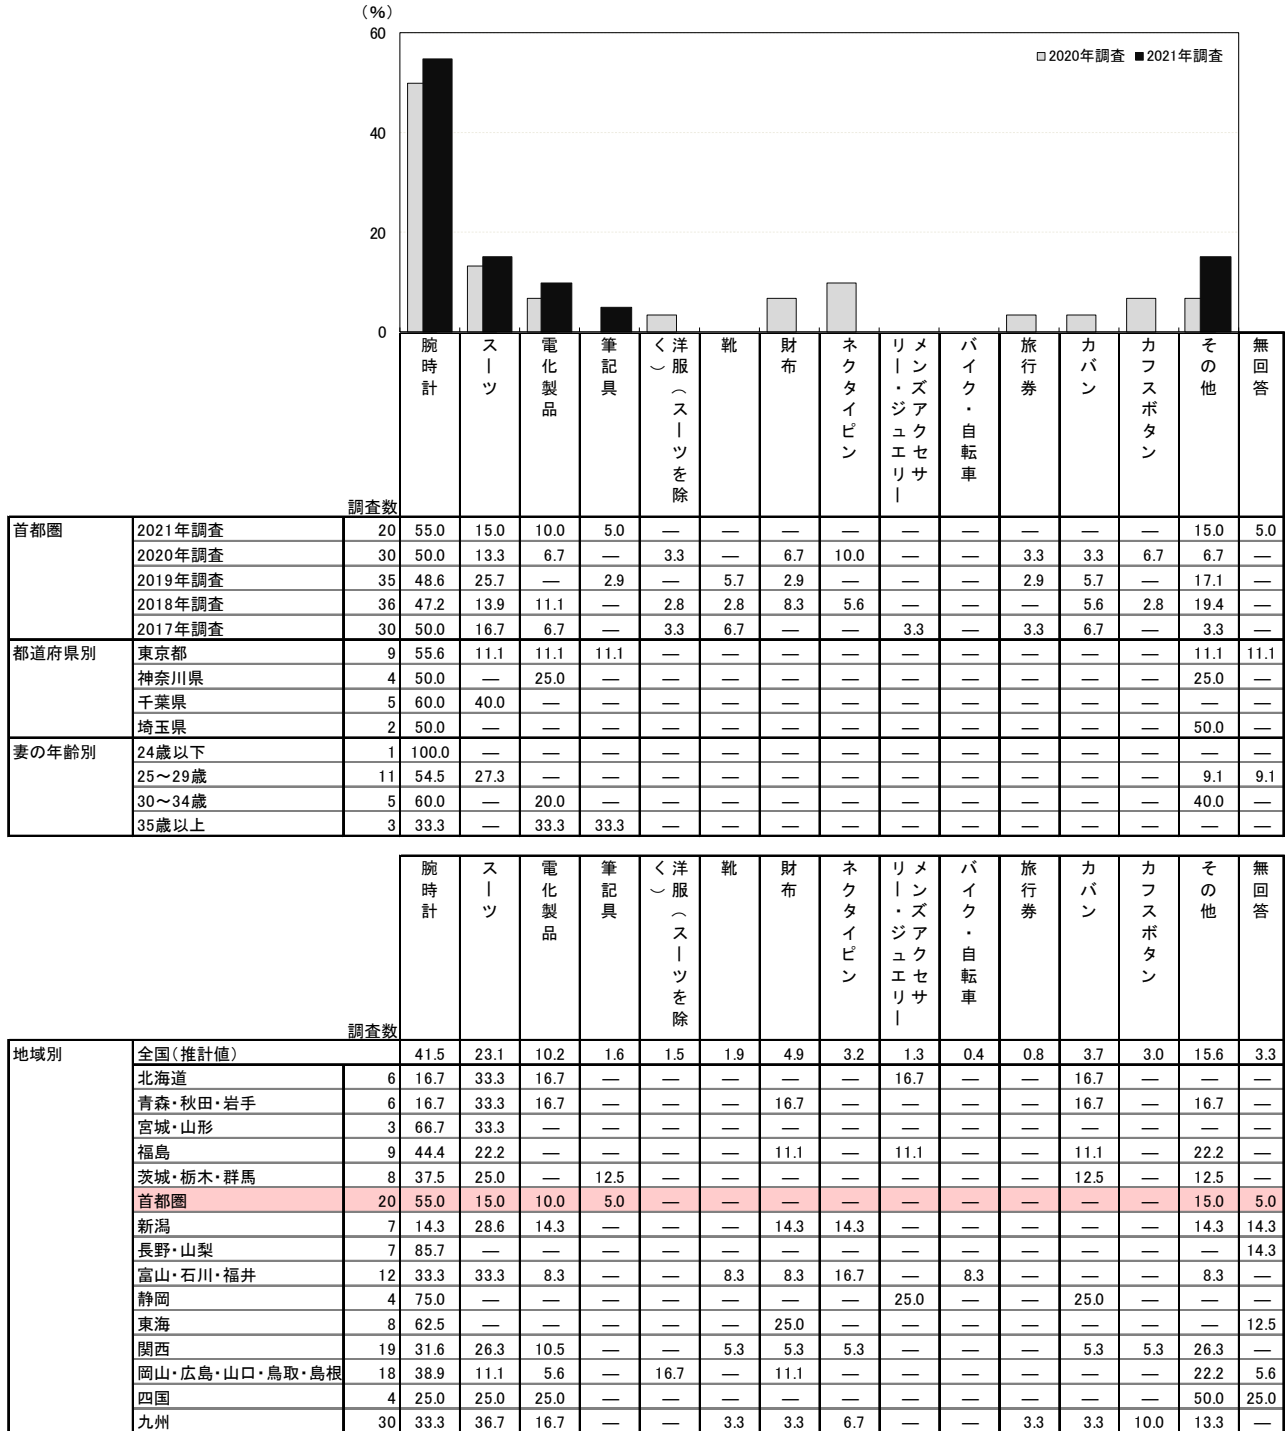 (%)
60
□2020年調査 ■2021年調査
40
20
0
調査数 腕時計 スーツ 電化製品 筆記具 洋服（スーツを除く） 靴 財布 ネクタイピン メンズアクセサリー・ジュエリー バイク・自転車 旅行券 カバン カフスボタン その他 無回答
首都圏 2021年調査 20 55.0 15.0 10.0 5.0 — — — — — — — — — 15.0 5.0
2020年調査 30 50.0 13.3 6.7 — 3.3 — 6.7 10.0 — — 3.3 3.3 6.7 6.7 —
2019年調査 35 48.6 25.7 — 2.9 — 5.7 2.9 — — — 2.9 5.7 — 17.1 —
2018年調査 36 47.2 13.9 11.1 — 2.8 2.8 8.3 5.6 — — — 5.6 2.8 19.4 —
2017年調査 30 50.0 16.7 6.7 — 3.3 6.7 — — 3.3 — 3.3 6.7 — 3.3 —
都道府県別 東京都 9 55.6 11.1 11.1 11.1 — — — — — — — — — 11.1 11.1
神奈川県 4 50.0 — 25.0 — — — — — — — — — — 25.0 —
千葉県 5 60.0 40.0 — — — — — — — — — — — — —
埼玉県 2 50.0 — — — — — — — — — — — — 50.0 —
妻の年齢別 24歳以下 1 100.0 — — — — — — — — — — — — — —
25～29歳 11 54.5 27.3 — — — — — — — — — — — 9.1 9.1
30～34歳 5 60.0 — 20.0 — — — — — — — — — — 40.0 —
35歳以上 3 33.3 — 33.3 33.3 — — — — — — — — — — —
調査数 腕時計 スーツ 電化製品 筆記具 洋服（スーツを除く） 靴 財布 ネクタイピン メンズアクセサリー・ジュエリー バイク・自転車 旅行券 カバン カフスボタン その他 無回答
地域別 全国(推計値) 41.5 23.1 10.2 1.6 1.5 1.9 4.9 3.2 1.3 0.4 0.8 3.7 3.0 15.6 3.3
北海道 6 16.7 33.3 16.7 — — — — — 16.7 — — 16.7 — — —
青森・秋田・岩手 6 16.7 33.3 16.7 — — — 16.7 — — — — 16.7 — 16.7 —
宮城・山形 3 66.7 33.3 — — — — — — — — — — — — —
福島 9 44.4 22.2 — — — — 11.1 — 11.1 — — 11.1 — 22.2 —
茨城・栃木・群馬 8 37.5 25.0 — 12.5 — — — — — — — 12.5 — 12.5 —
首都圏 20 55.0 15.0 10.0 5.0 — — — — — — — — — 15.0 5.0
新潟 7 14.3 28.6 14.3 — — — 14.3 14.3 — — — — — 14.3 14.3
長野・山梨 7 85.7 — — — — — — — — — — — — — 14.3
富山・石川・福井 12 33.3 33.3 8.3 — — 8.3 8.3 16.7 — 8.3 — — — 8.3 —
静岡 4 75.0 — — — — — — — 25.0 — — 25.0 — — —
東海 8 62.5 — — — — — 25.0 — — — — — — — 12.5
関西 19 31.6 26.3 10.5 — — 5.3 5.3 5.3 — — — 5.3 5.3 26.3 —
岡山・広島・山口・鳥取・島根 18 38.9 11.1 5.6 — 16.7 — 11.1 — — — — — — 22.2 5.6
四国 4 25.0 25.0 25.0 — — — — — — — — — — 50.0 25.0
九州 30 33.3 36.7 16.7 — — 3.3 3.3 6.7 — — 3.3 3.3 10.0 13.3 —